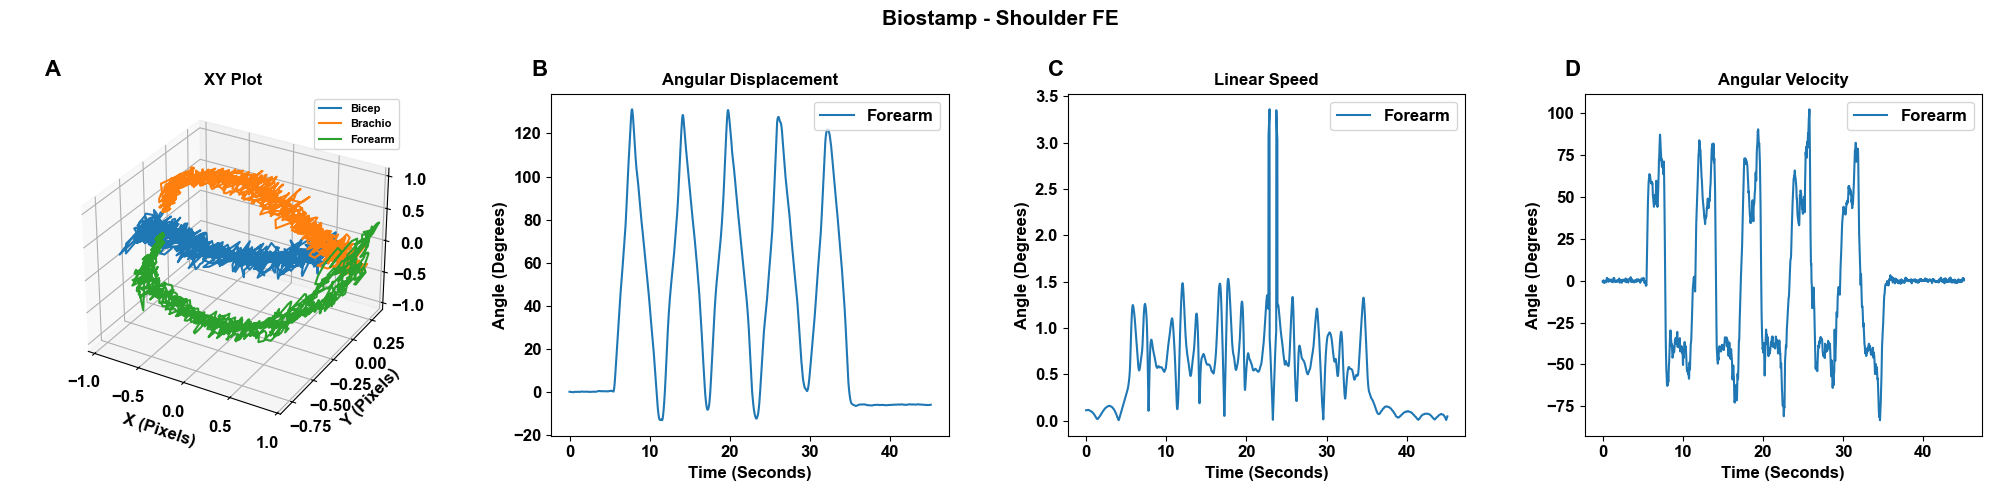 Biostamp - Shoulder FE
A
XY Plot
Bicep
Brachio
Forearm
1.0
0.5
0.0
−0.5
−1.0
0.25
0.00
−0.25
−0.50
−0.75
Y (Pixels)
−1.0
−0.5
0.0
0.5
1.0
X (Pixels)
B
Angular Displacement
Forearm
Angle (Degrees)
120
100
80
60
40
20
0
−20
0 10 20 30 40
Time (Seconds)
C
Linear Speed
Forearm
Angle (Degrees)
3.5
3.0
2.5
2.0
1.5
1.0
0.5
0.0
0 10 20 30 40
Time (Seconds)
D
Angular Velocity
Forearm
Angle (Degrees)
100
75
50
25
0
−25
−50
−75
0 10 20 30 40
Time (Seconds)